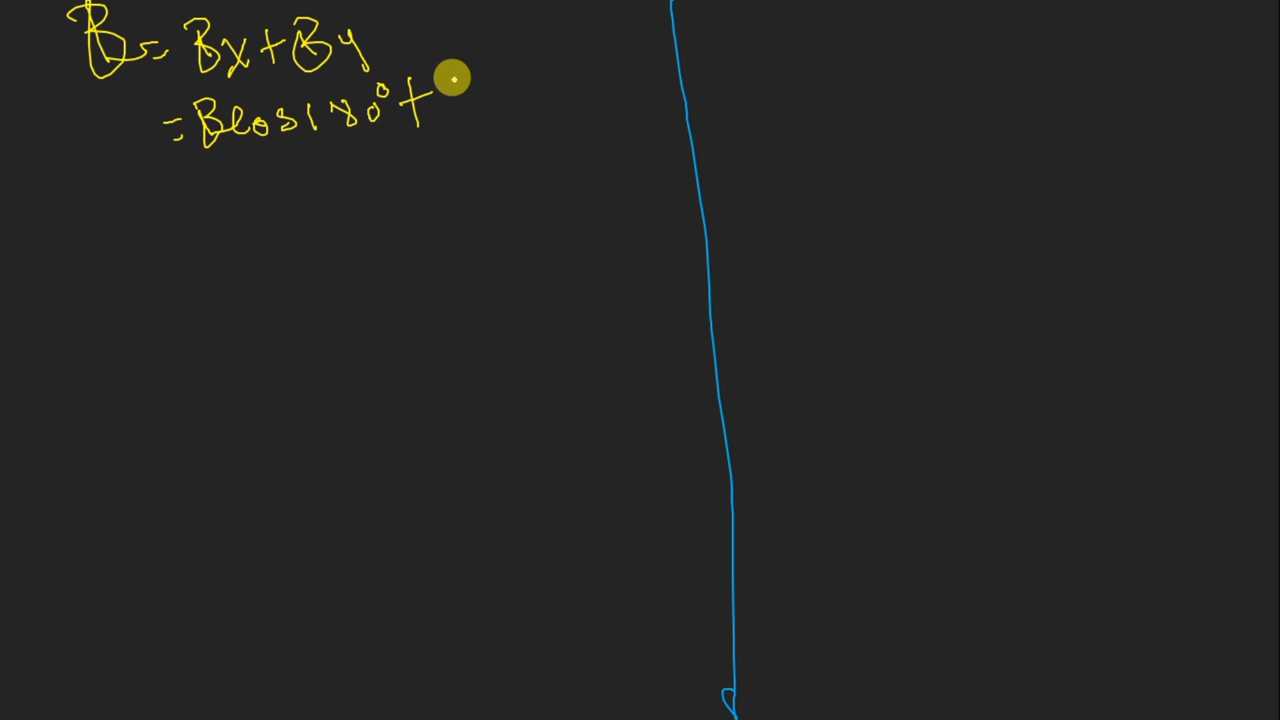 B = Bx + By
= Bcos180° +